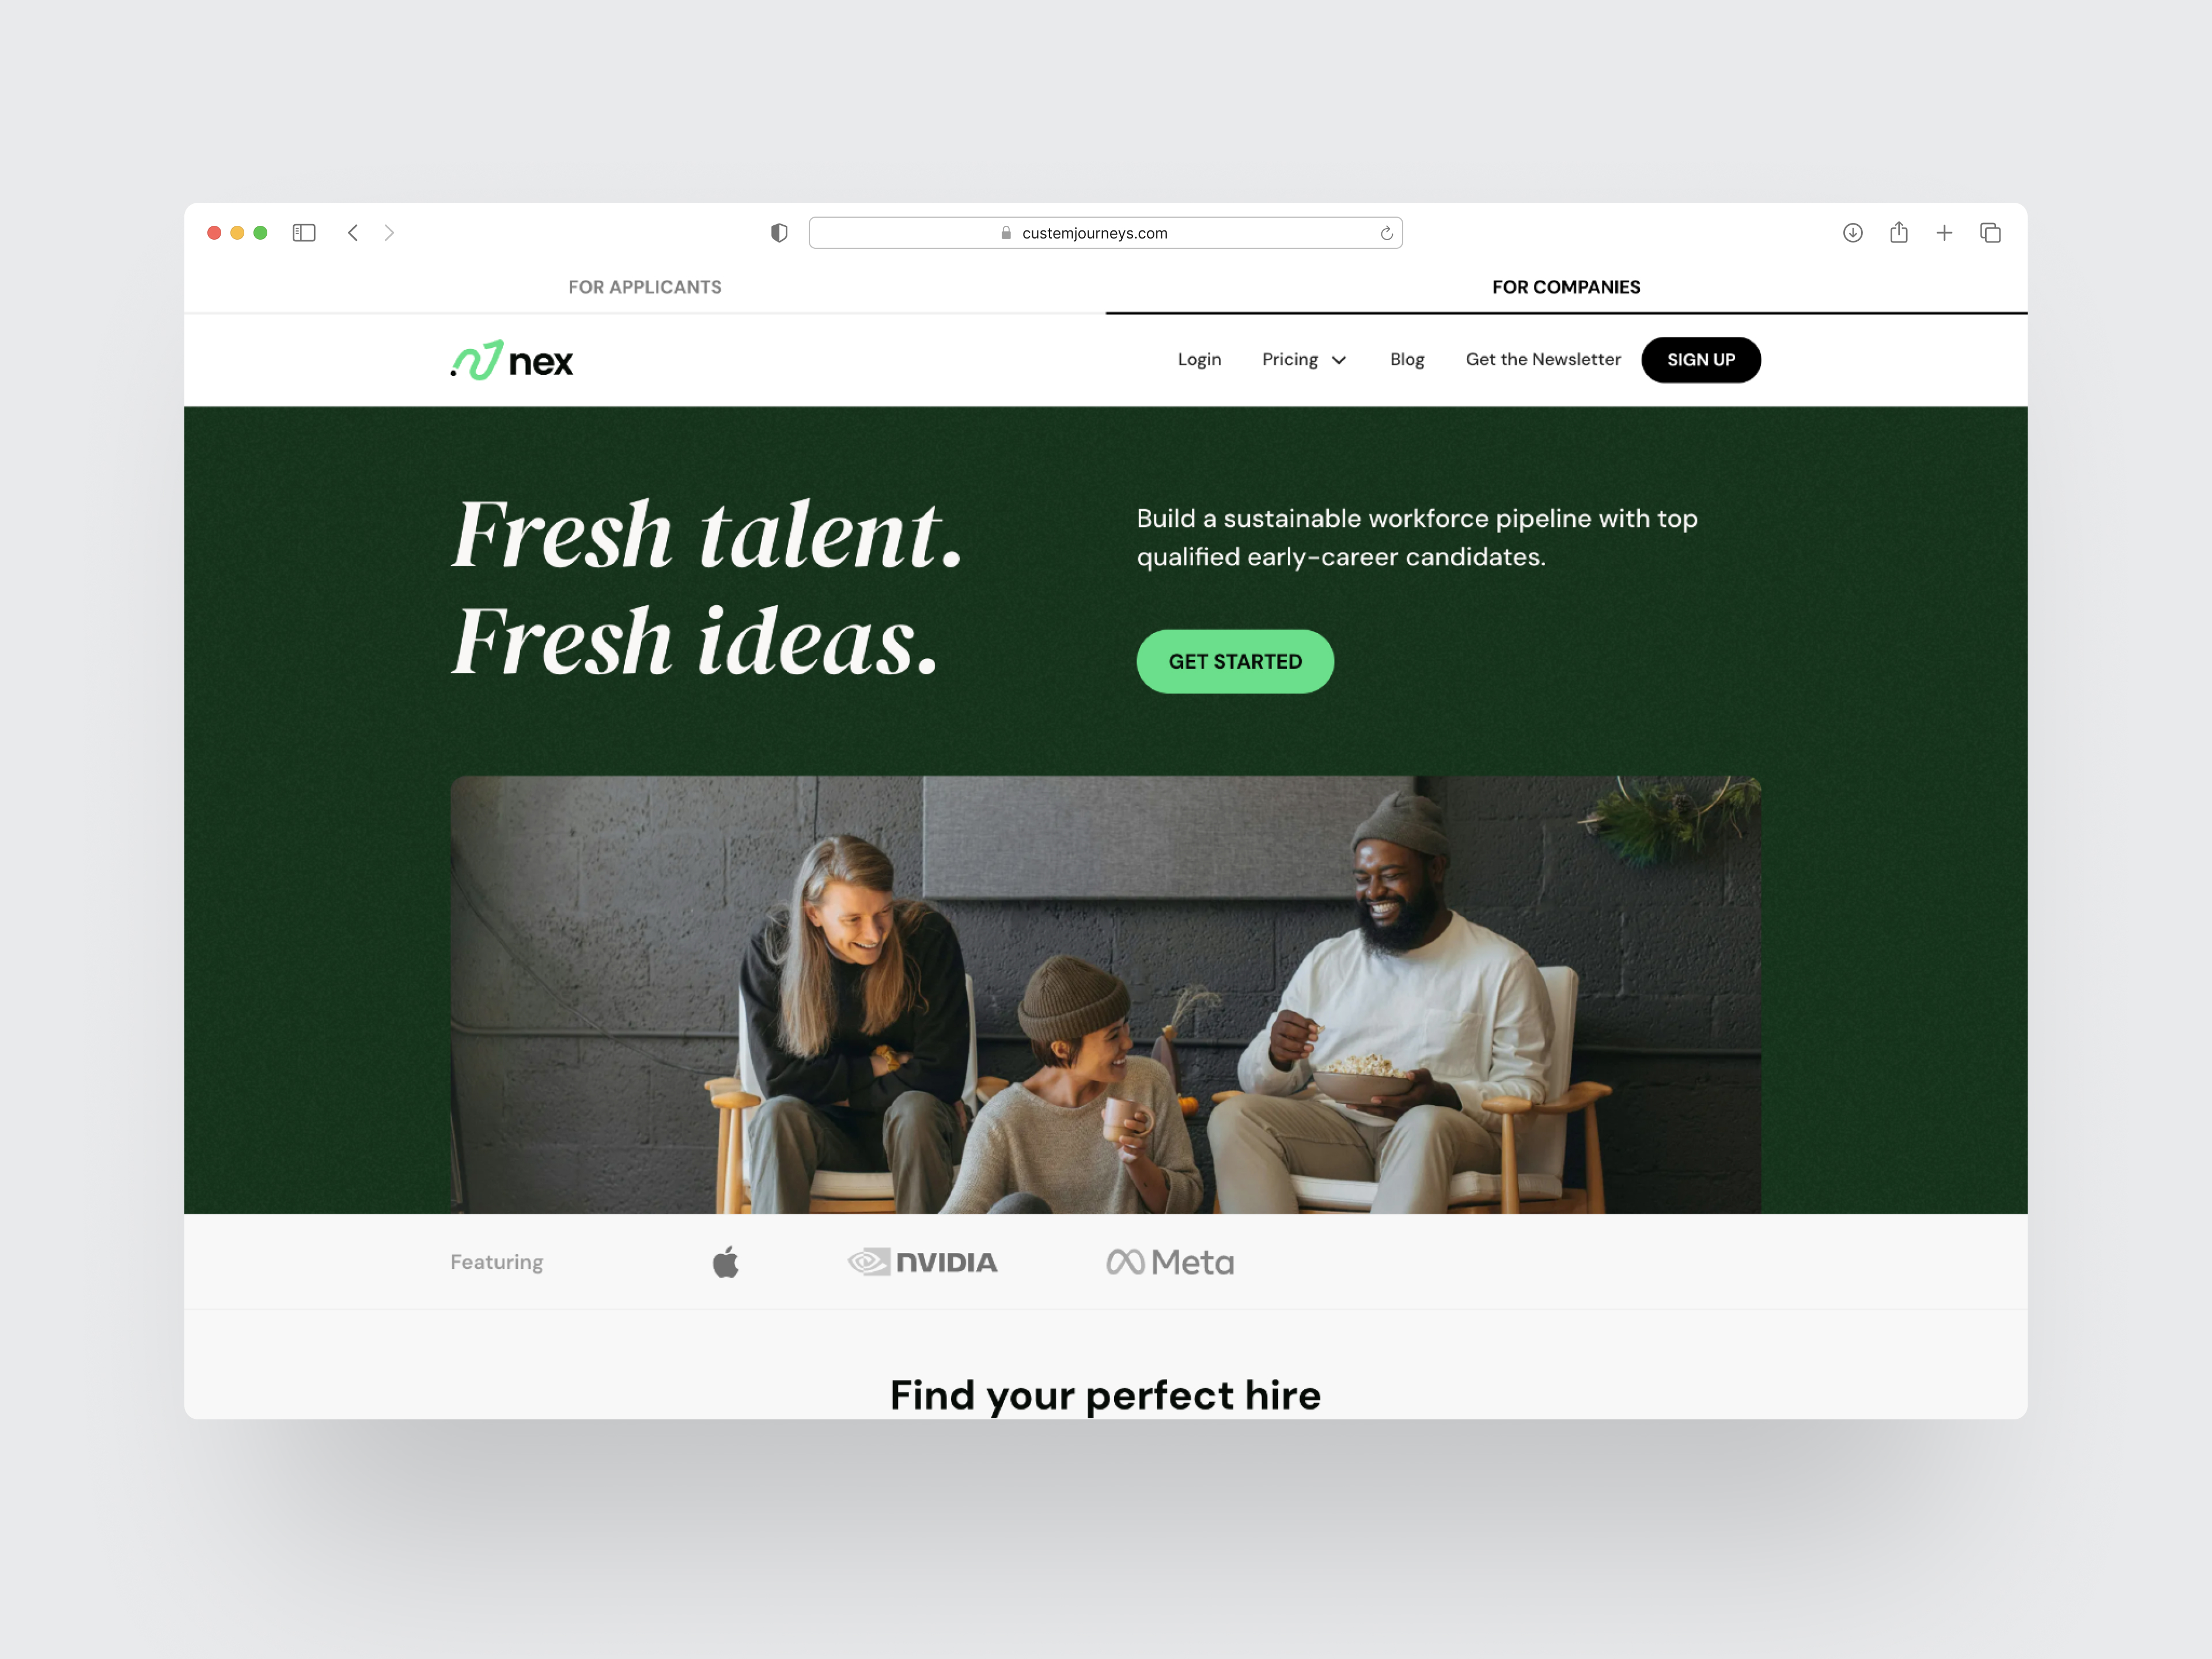 custemjourneys.com
FOR APPLICANTS
FOR COMPANIES
nex
Login
Pricing
Blog
Get the Newsletter
SIGN UP
Fresh talent.
Fresh ideas.
Build a sustainable workforce pipeline with top
qualified early-career candidates.
GET STARTED
Featuring
NVIDIA
Meta
Find your perfect hire